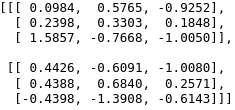 [[[ 0.0984, 0.5765, -0.9252],
[ 0.2398, 0.3303, 0.1848],
[ 1.5857, -0.7668, -1.0050]],
[[ 0.4426, -0.6091, -1.0080],
[ 0.4388, 0.6840, 0.2571],
[-0.4398, -1.3908, -0.6143]]]